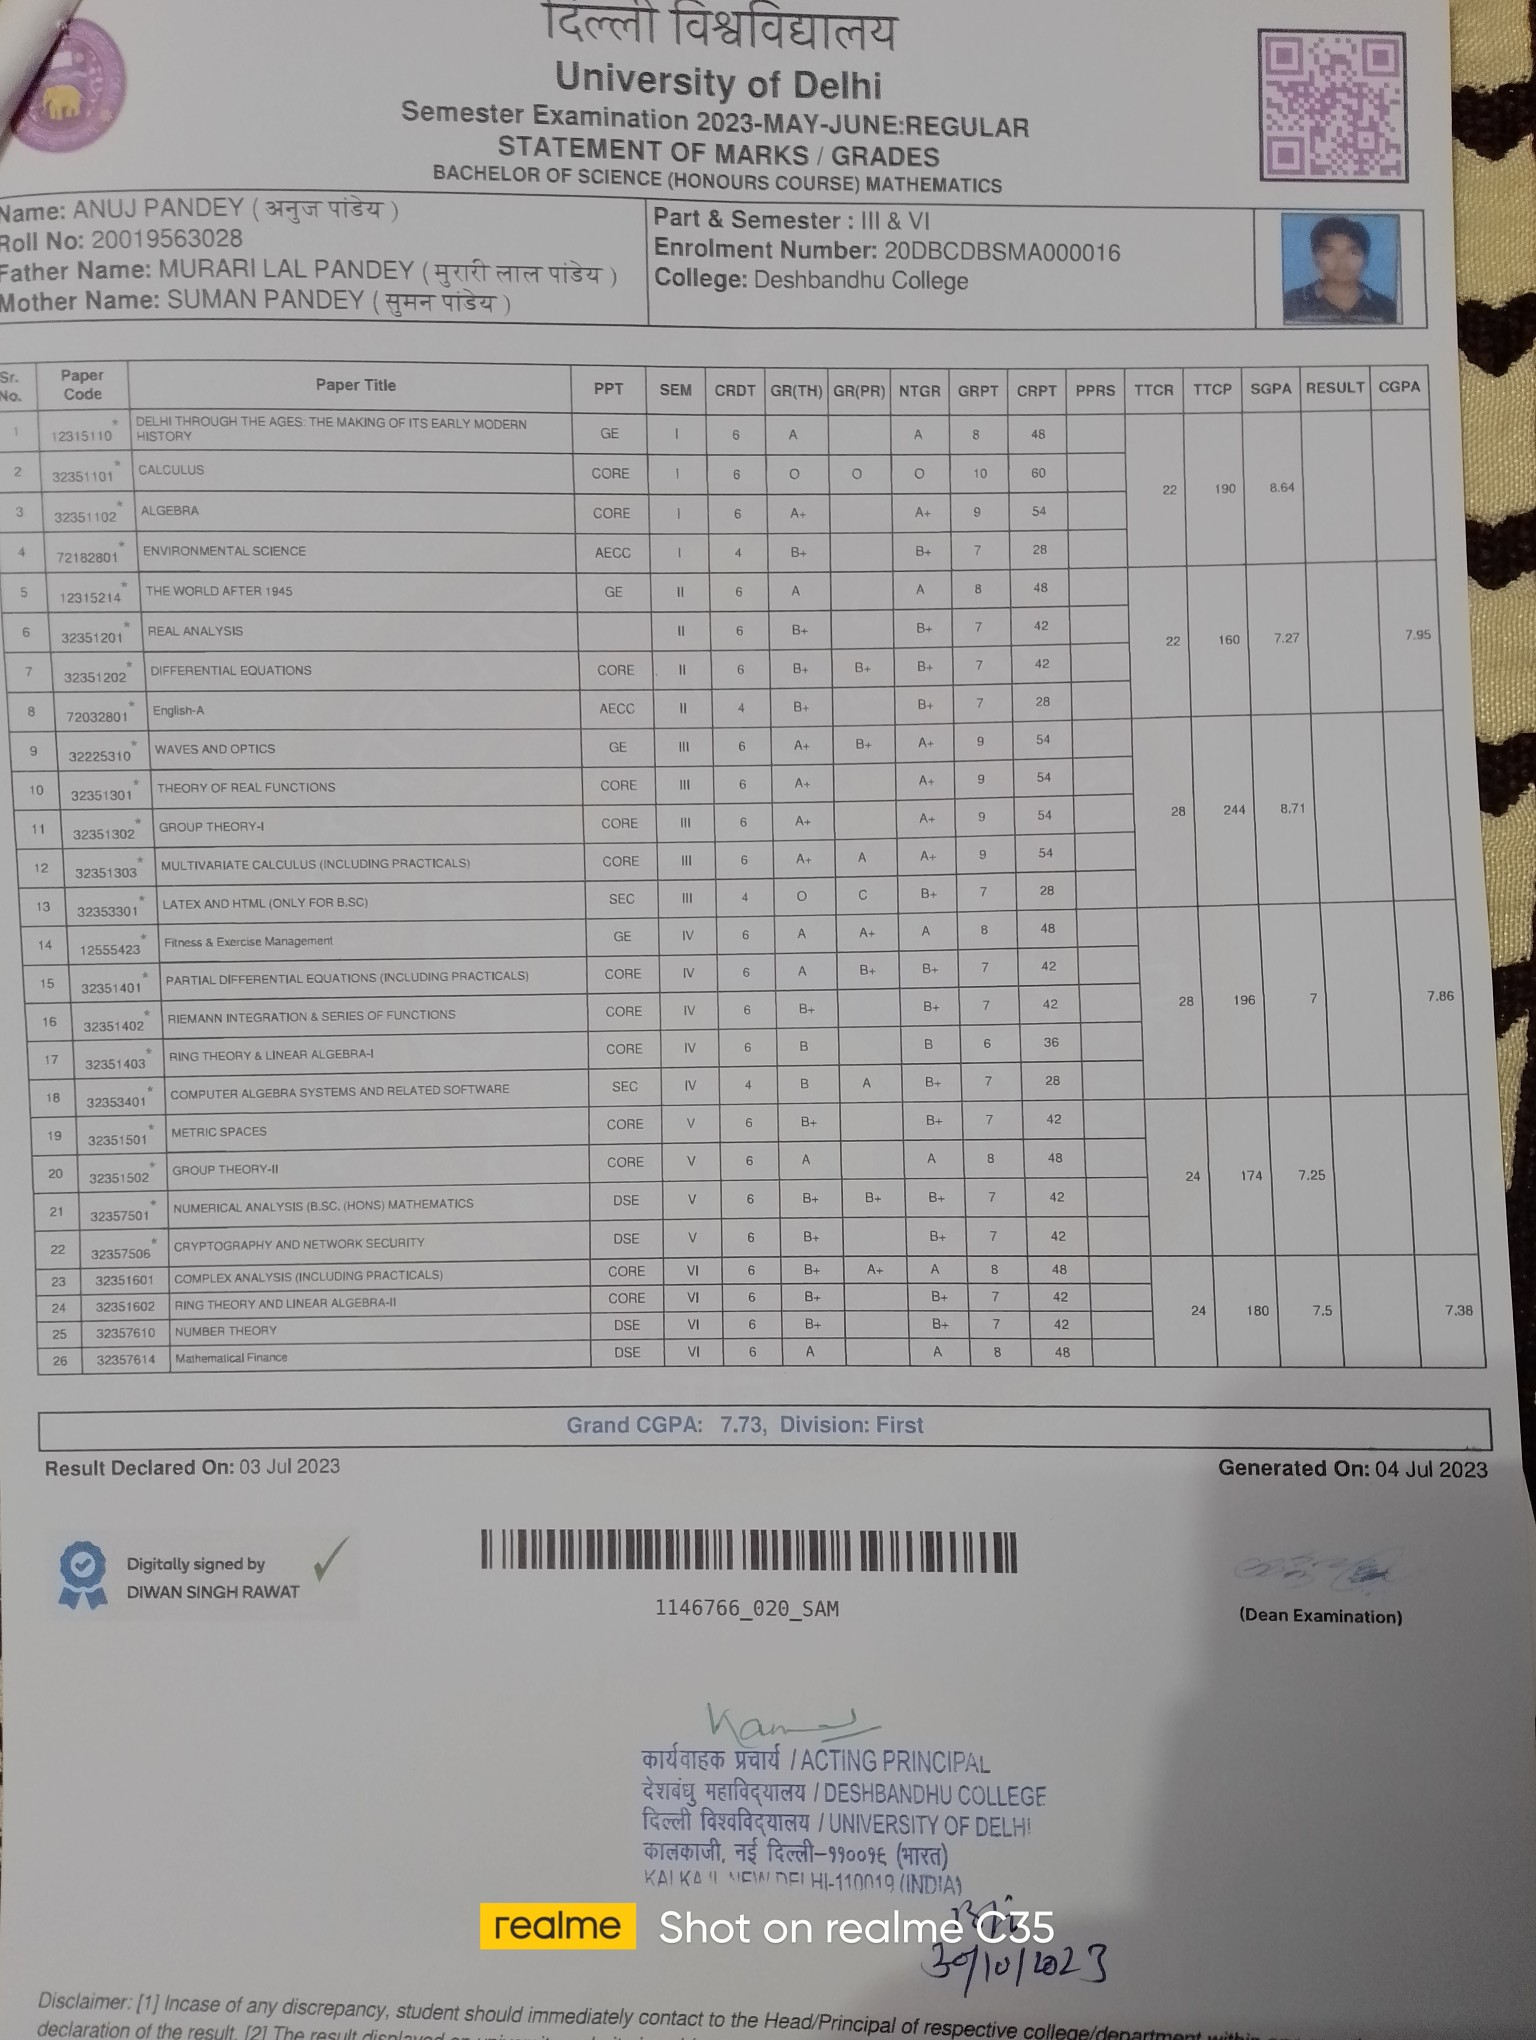 दिल्ली विश्वविद्यालय
University of Delhi
Semester Examination 2023-MAY-JUNE:REGULAR
STATEMENT OF MARKS / GRADES
BACHELOR OF SCIENCE (HONOURS COURSE) MATHEMATICS
Name: ANUJ PANDEY ( अनुज पांडेय )
Roll No: 20019563028
Father Name: MURARI LAL PANDEY ( मुरारी लाल पांडेय )
Mother Name: SUMAN PANDEY ( सुमन पांडेय )
Part & Semester : III & VI
Enrolment Number: 20DBCDBSMA000016
College: Deshbandhu College
Sr. No. Paper Code Paper Title PPT SEM CRDT GR(TH) GR(PR) NTGR GRPT CRPT PPRS TTCR TTCP SGPA RESULT CGPA
1 12315110* DELHI THROUGH THE AGES: THE MAKING OF ITS EARLY MODERN HISTORY GE I 6 A A 8 48
2 32351101* CALCULUS CORE I 6 O O O 10 60
22 190 8.64
3 32351102* ALGEBRA CORE I 6 A+ A+ 9 54
4 72182801* ENVIRONMENTAL SCIENCE AECC I 4 B+ B+ 7 28
5 12315214* THE WORLD AFTER 1945 GE II 6 A A 8 48
6 32351201* REAL ANALYSIS II 6 B+ B+ 7 42
22 160 7.27 7.95
7 32351202* DIFFERENTIAL EQUATIONS CORE II 6 B+ B+ B+ 7 42
8 72032801* English-A AECC II 4 B+ B+ 7 28
9 32225310* WAVES AND OPTICS GE III 6 A+ B+ A+ 9 54
10 32351301* THEORY OF REAL FUNCTIONS CORE III 6 A+ A+ 9 54
11 32351302* GROUP THEORY-I CORE III 6 A+ A+ 9 54 28 244 8.71
12 32351303* MULTIVARIATE CALCULUS (INCLUDING PRACTICALS) CORE III 6 A+ A A+ 9 54
13 32353301* LATEX AND HTML (ONLY FOR B.SC) SEC III 4 O C B+ 7 28
14 12555423* Fitness & Exercise Management GE IV 6 A A+ A 8 48
15 32351401* PARTIAL DIFFERENTIAL EQUATIONS (INCLUDING PRACTICALS) CORE IV 6 A B+ B+ 7 42
16 32351402* RIEMANN INTEGRATION & SERIES OF FUNCTIONS CORE IV 6 B+ B+ 7 42 28 196 7 7.86
17 32351403* RING THEORY & LINEAR ALGEBRA-I CORE IV 6 B B 6 36
18 32353401* COMPUTER ALGEBRA SYSTEMS AND RELATED SOFTWARE SEC IV 4 B A B+ 7 28
19 32351501* METRIC SPACES CORE V 6 B+ B+ 7 42
20 32351502* GROUP THEORY-II CORE V 6 A A 8 48
24 174 7.25
21 32357501* NUMERICAL ANALYSIS (B.SC. (HONS) MATHEMATICS DSE V 6 B+ B+ B+ 7 42
22 32357506* CRYPTOGRAPHY AND NETWORK SECURITY DSE V 6 B+ B+ 7 42
23 32351601 COMPLEX ANALYSIS (INCLUDING PRACTICALS) CORE VI 6 B+ A+ A 8 48
24 32351602 RING THEORY AND LINEAR ALGEBRA-II CORE VI 6 B+ B+ 7 42
24 180 7.5 7.38
25 32357610 NUMBER THEORY DSE VI 6 B+ B+ 7 42
26 32357614 Mathematical Finance DSE VI 6 A A 8 48
Grand CGPA: 7.73, Division: First
Result Declared On: 03 Jul 2023
Generated On: 04 Jul 2023
Digitally signed by
DIWAN SINGH RAWAT
1146766_020_SAM
(Dean Examination)
कार्यवाहक प्रचार्य / ACTING PRINCIPAL
देशबंधु महाविद्यालय / DESHBANDHU COLLEGE
दिल्ली विश्वविद्यालय / UNIVERSITY OF DELHI
कालकाजी, नई दिल्ली-११००१९ (भारत)
KALKAJI, NEW DELHI-110019 (INDIA)
realme Shot on realme C35
30/10/2023
Disclaimer: [1] Incase of any discrepancy, student should immediately contact to the Head/Principal of respective college/department within
declaration of the result. [2] The result displayed